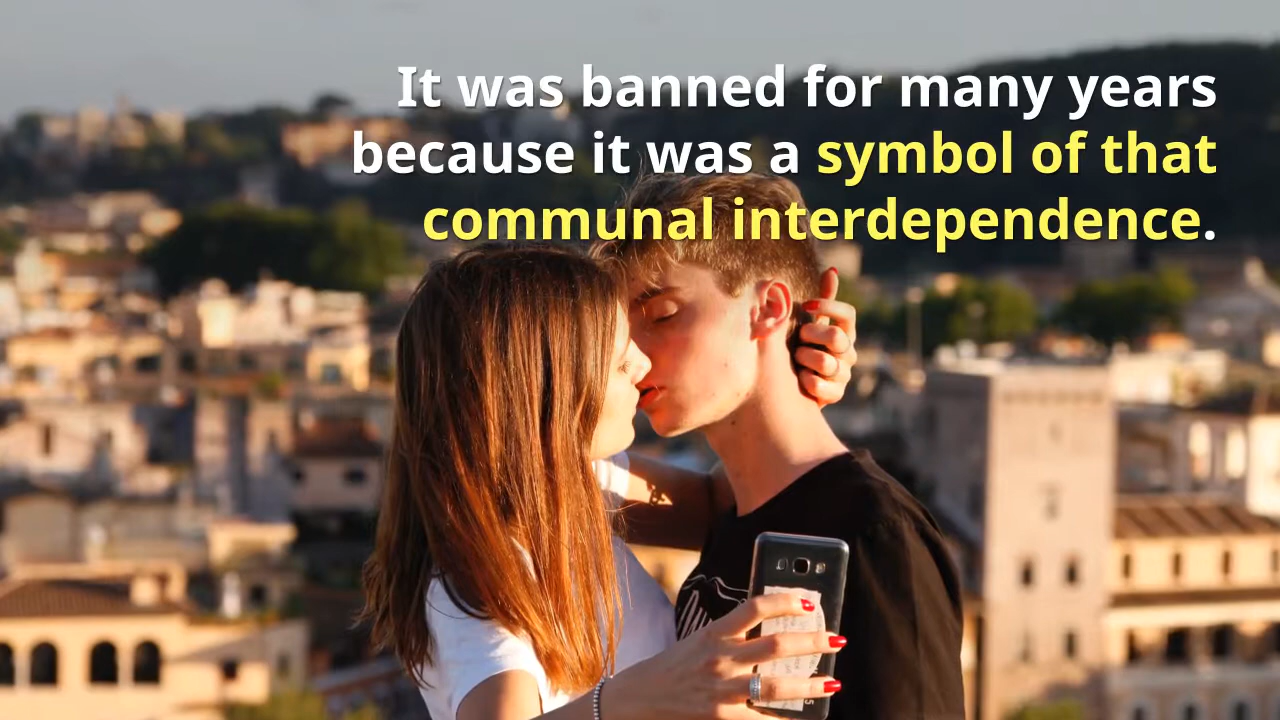 It was banned for many years
because it was a symbol of that
communal interdependence.